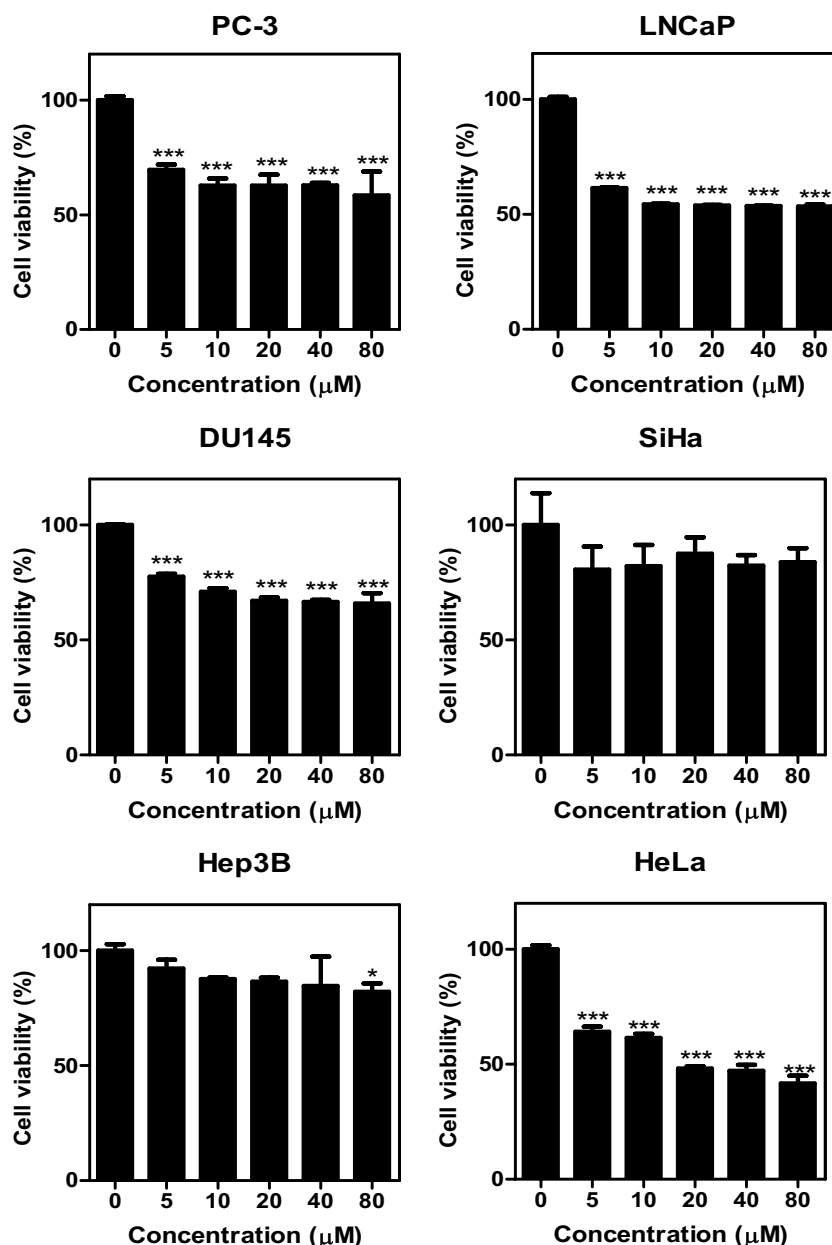 PC-3
Cell viability (%)
100
50
0
*** *** *** *** ***
0 5 10 20 40 80
Concentration (μM)
LNCaP
Cell viability (%)
100
50
0
*** *** *** *** ***
0 5 10 20 40 80
Concentration (μM)
DU145
Cell viability (%)
100
50
0
*** *** *** *** ***
0 5 10 20 40 80
Concentration (μM)
SiHa
Cell viability (%)
100
50
0
0 5 10 20 40 80
Concentration (μM)
Hep3B
Cell viability (%)
100
50
0
*
0 5 10 20 40 80
Concentration (μM)
HeLa
Cell viability (%)
100
50
0
*** *** *** *** ***
0 5 10 20 40 80
Concentration (μM)